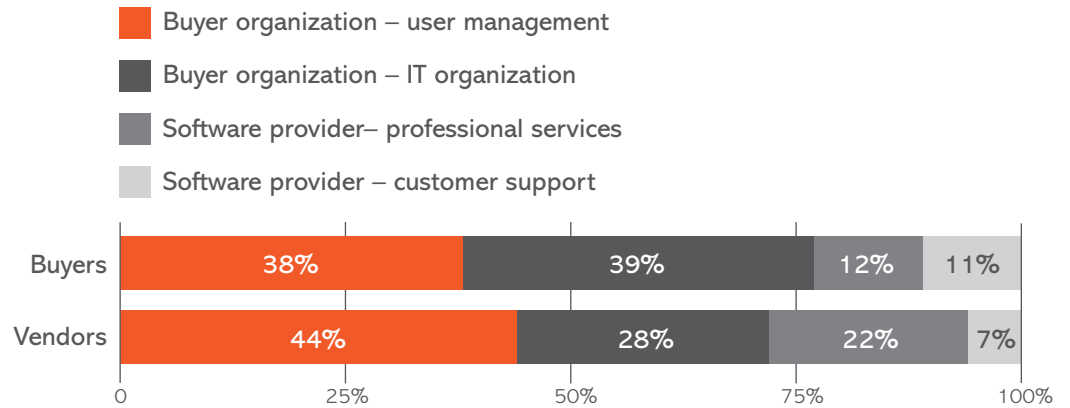 Buyer organization – user management
Buyer organization – IT organization
Software provider– professional services
Software provider – customer support
Buyers 38% 39% 12% 11%
Vendors 44% 28% 22% 7%
0 25% 50% 75% 100%